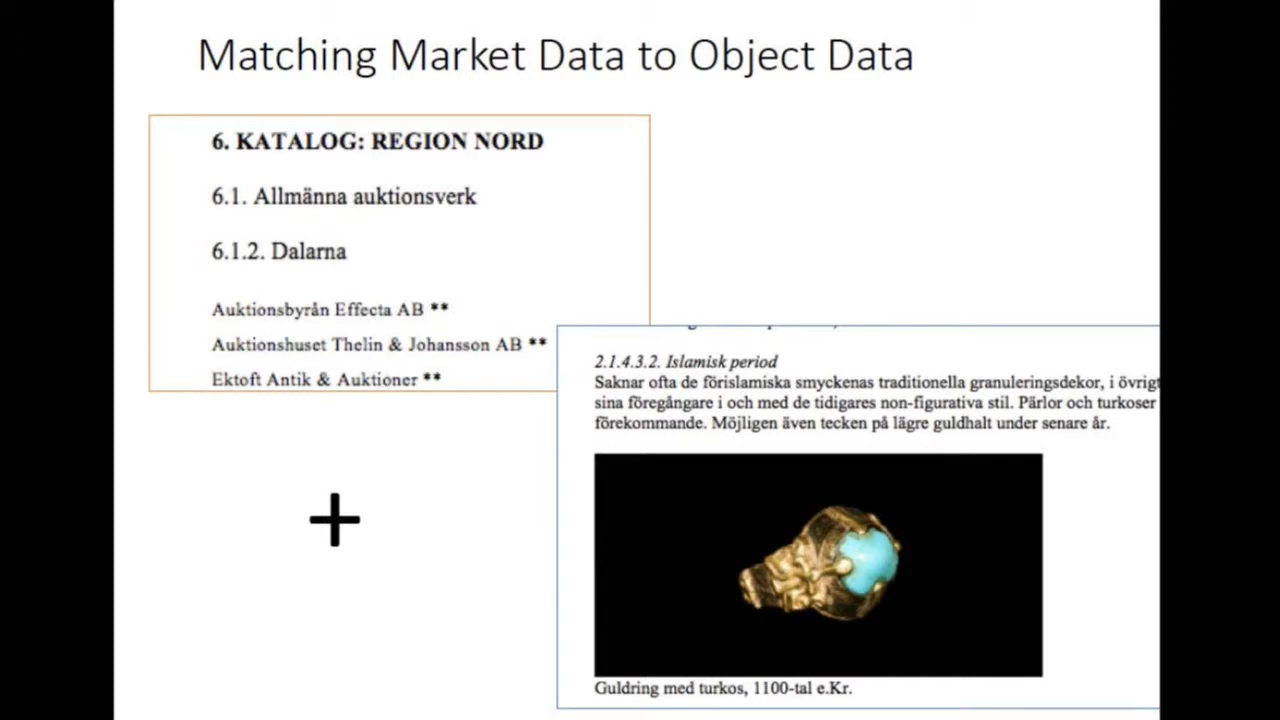 Matching Market Data to Object Data
6. KATALOG: REGION NORD
6.1. Allmänna auktionsverk
6.1.2. Dalarna
Auktionsbyrån Effecta AB **
Auktionshuset Thelin & Johansson AB **
Ektoft Antik & Auktioner **
+
2.1.4.3.2. Islamisk period
Saknar ofta de förislamiska smyckenas traditionella granuleringsdekor, i övrigt
sina föregångare i och med de tidigares non-figurativa stil. Pärlor och turkoser
förekommande. Möjligen även tecken på lägre guldhalt under senare år.
Guldring med turkos, 1100-tal e.Kr.